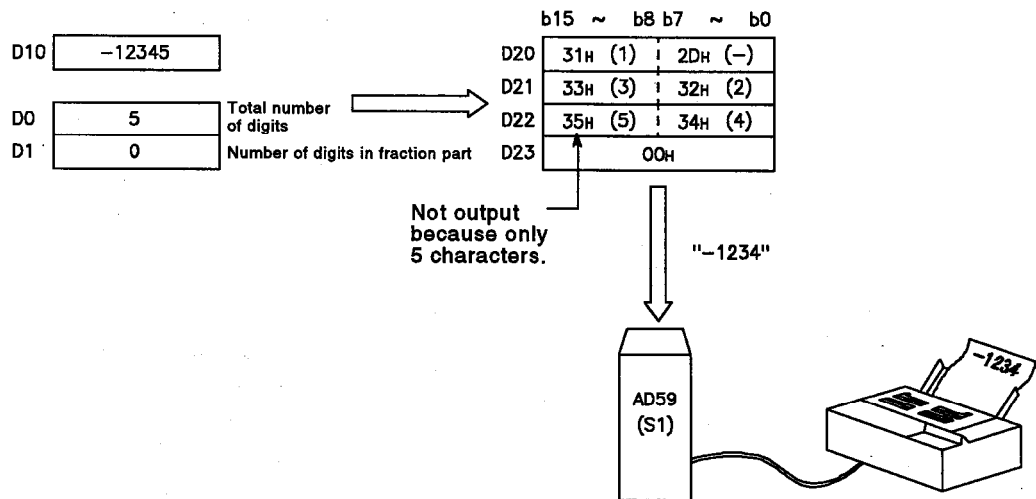 b15 ~ b8 b7 ~ b0
D10 -12345
D20 31H (1) 2DH (-)
D21 33H (3) 32H (2)
D0 5 Total number
of digits
D22 35H (5) 34H (4)
D1 0 Number of digits in fraction part
D23 00H
Not output
because only
5 characters.
"-1234"
-1234
AD59
(S1)